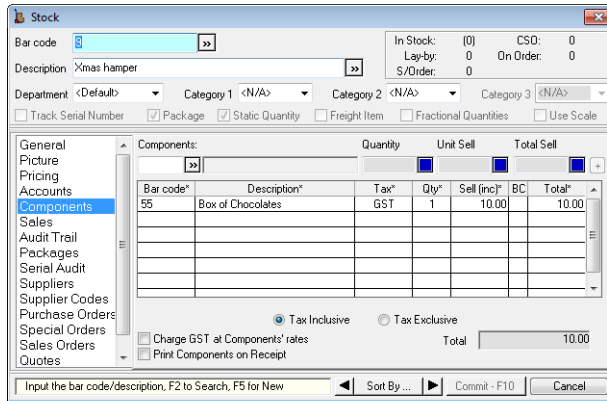 Stock
Bar code 9 »
Description Xmas hamper »
In Stock: (0) CSO: 0
Lay-by: 0 On Order: 0
S/Order: 0
Department <Default> Category 1 <N/A> Category 2 <N/A> Category 3 <N/A>
Track Serial Number Package Static Quantity Freight Item Fractional Quantities Use Scale
General
Picture
Pricing
Accounts
Components
Sales
Audit Trail
Packages
Serial Audit
Suppliers
Supplier Codes
Purchase Orders
Special Orders
Sales Orders
Quotes
Components: Quantity Unit Sell Total Sell
» +
Bar code* Description* Tax* Qty* Sell (inc)* BC Total*
55 Box of Chocolates GST 1 10.00 10.00
Tax Inclusive Tax Exclusive
Charge GST at Components' rates Total 10.00
Print Components on Receipt
Input the bar code/description, F2 to Search, F5 for New Sort By ... Commit - F10 Cancel